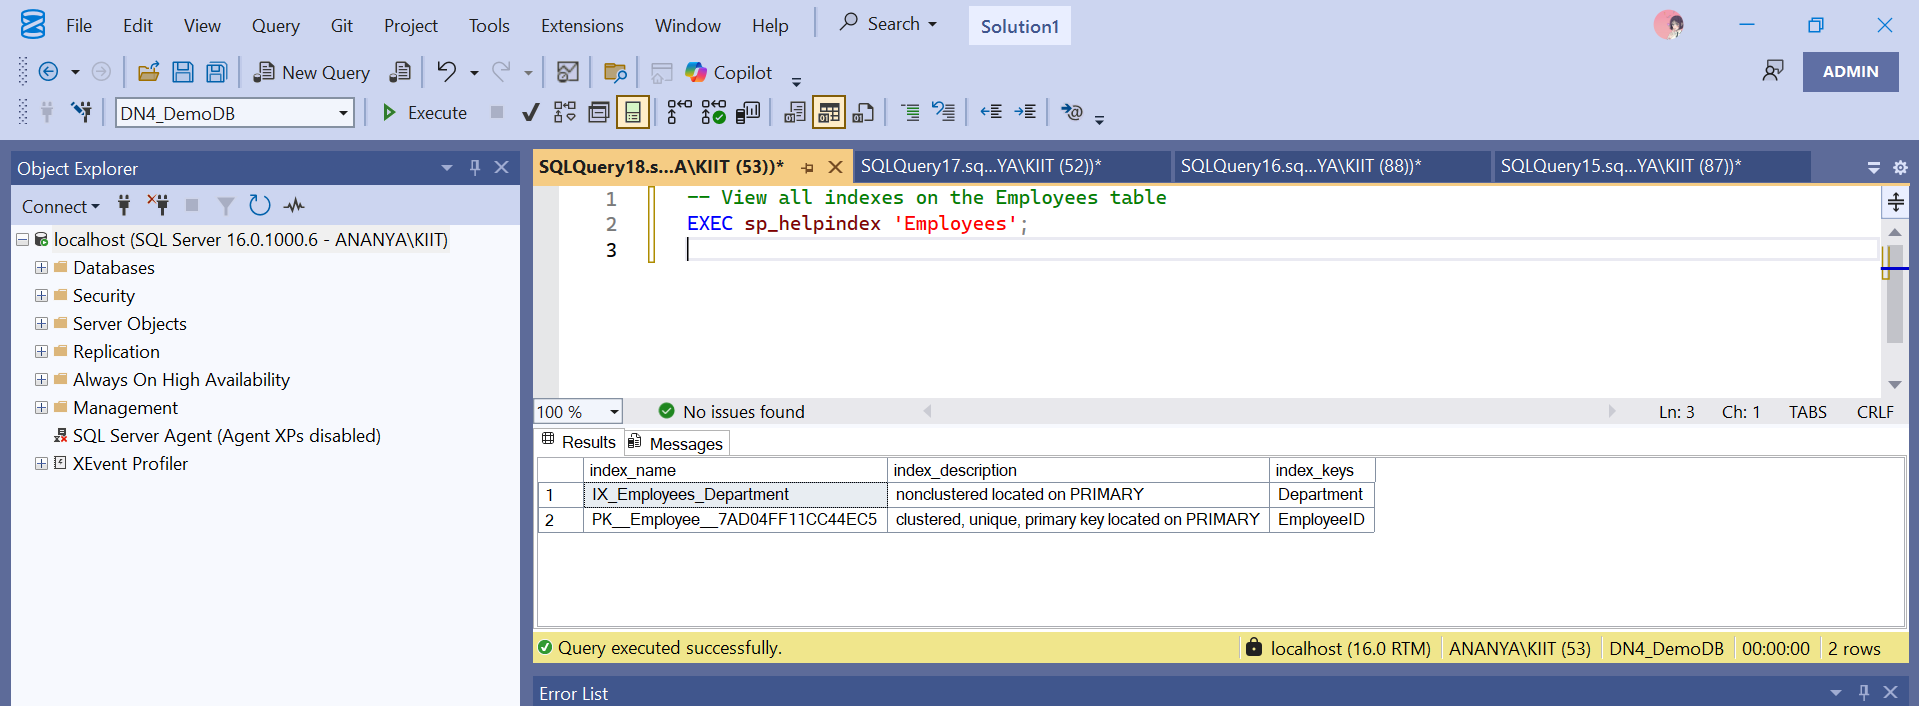 File Edit View Query Git Project Tools Extensions Window Help Search Solution1
New Query Copilot ADMIN
DN4_DemoDB Execute
Object Explorer
Connect
localhost (SQL Server 16.0.1000.6 - ANANYA\KIIT)
Databases
Security
Server Objects
Replication
Always On High Availability
Management
SQL Server Agent (Agent XPs disabled)
XEvent Profiler
SQLQuery18.s...A\KIIT (53))* SQLQuery17.sq...YA\KIIT (52))* SQLQuery16.sq...YA\KIIT (88))* SQLQuery15.sq...YA\KIIT (87))*
1 -- View all indexes on the Employees table
2 EXEC sp_helpindex 'Employees';
3
100 % No issues found Ln: 3 Ch: 1 TABS CRLF
Results Messages
index_name index_description index_keys
1 IX_Employees_Department nonclustered located on PRIMARY Department
2 PK__Employee__7AD04FF11CC44EC5 clustered, unique, primary key located on PRIMARY EmployeeID
Query executed successfully. localhost (16.0 RTM) ANANYA\KIIT (53) DN4_DemoDB 00:00:00 2 rows
Error List